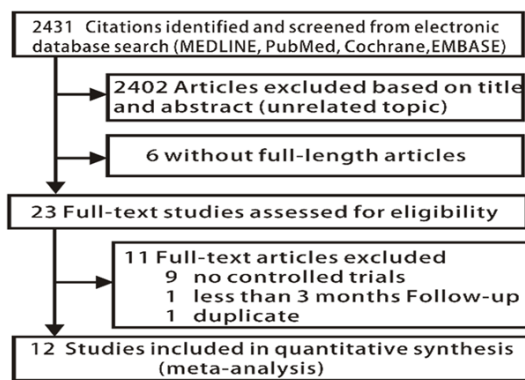 2431 Citations identified and screened from electronic
database search (MEDLINE, PubMed, Cochrane,EMBASE)
2402 Articles excluded based on title
and abstract (unrelated topic)
6 without full-length articles
23 Full-text studies assessed for eligibility
11 Full-text articles excluded
9 no controlled trials
1 less than 3 months Follow-up
1 duplicate
12 Studies included in quantitative synthesis
(meta-analysis)